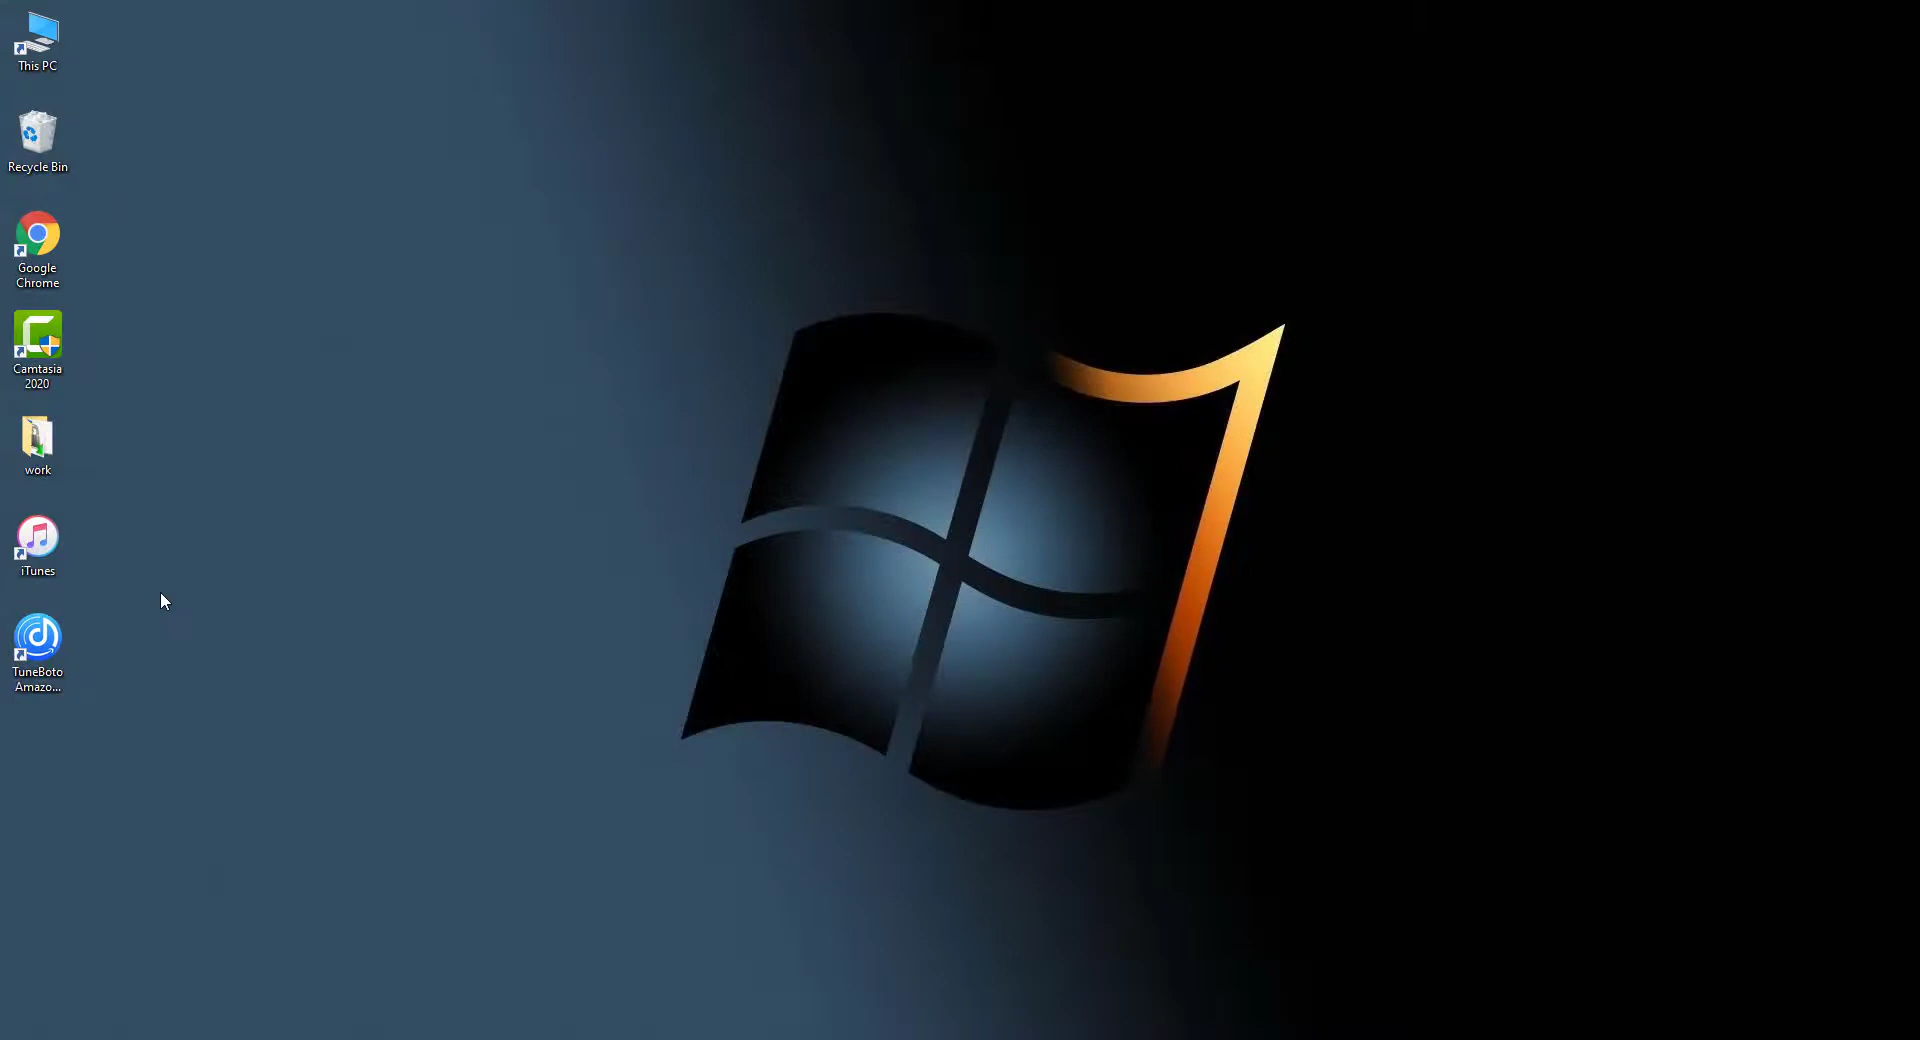 This PC
Recycle Bin
Google
Chrome
Camtasia
2020
work
iTunes
TuneBoto
Amazo...